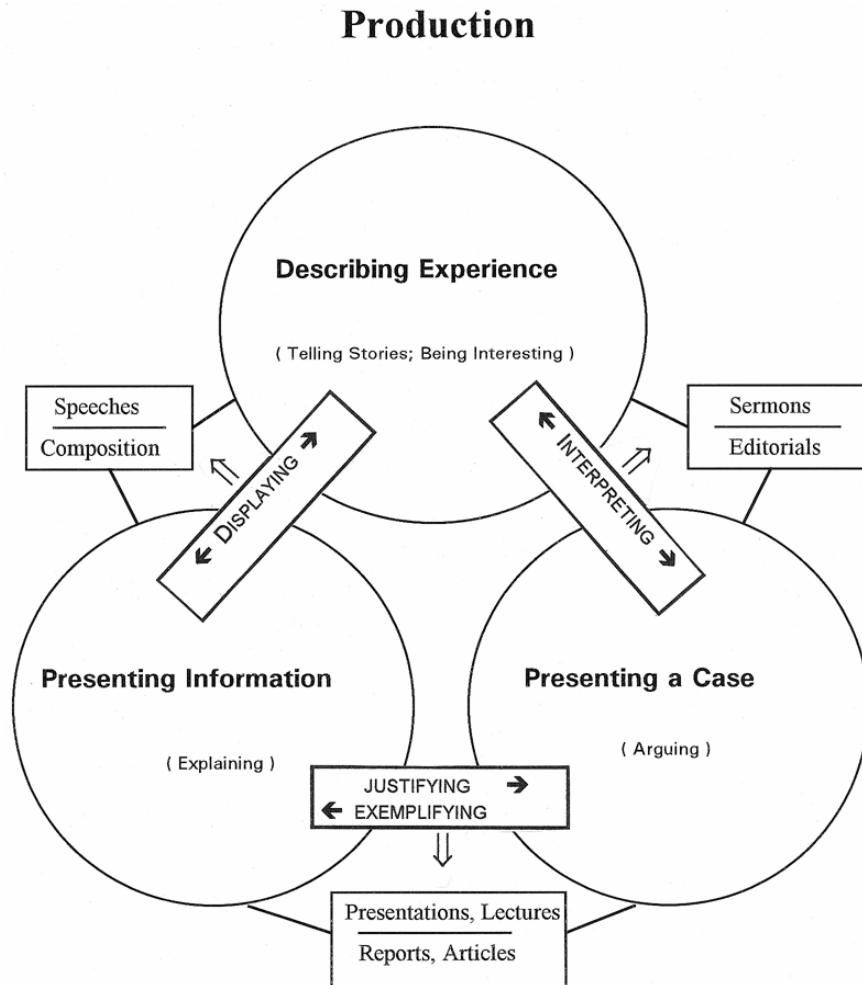 Production
Describing Experience
( Telling Stories; Being Interesting )
Speeches
Composition
Sermons
Editorials
DISPLAYING
INTERPRETING
Presenting Information
( Explaining )
Presenting a Case
( Arguing )
JUSTIFYING
EXEMPLIFYING
Presentations, Lectures
Reports, Articles